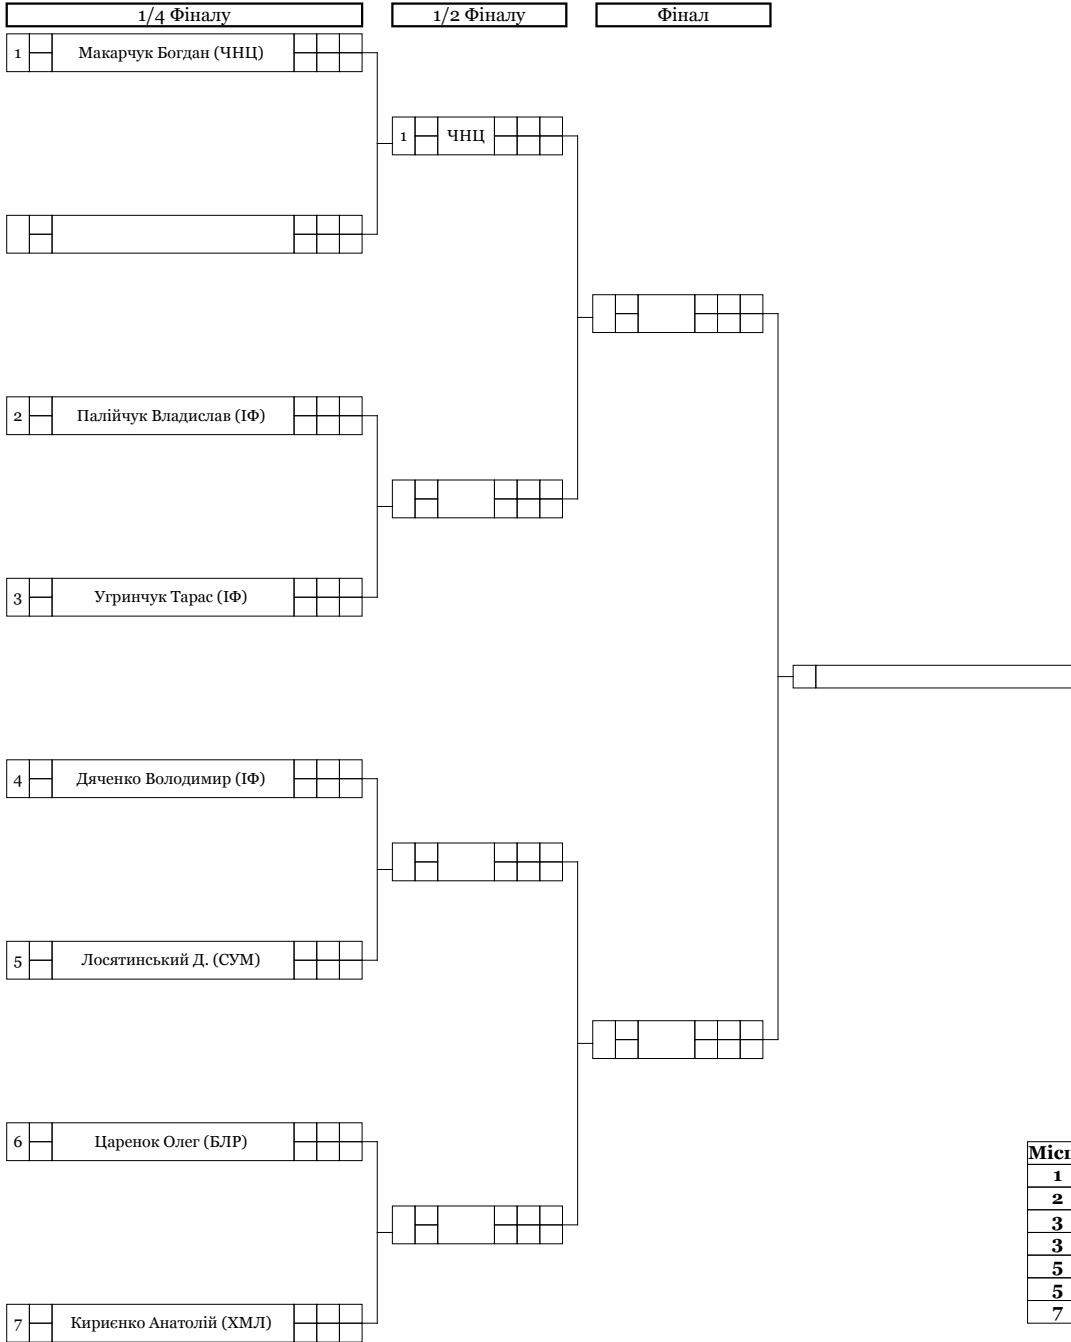 1/4 Фіналу 1/2 Фіналу Фінал
1 Макарчук Богдан (ЧНЦ)
1 ЧНЦ
2 Палійчук Владислав (ІФ)
3 Угринчук Тарас (ІФ)
4 Дяченко Володимир (ІФ)
5 Лосятинський Д. (СУМ)
6 Царенок Олег (БЛР)
7 Кириєнко Анатолій (ХМЛ)
1
2
3
3
5
5
7